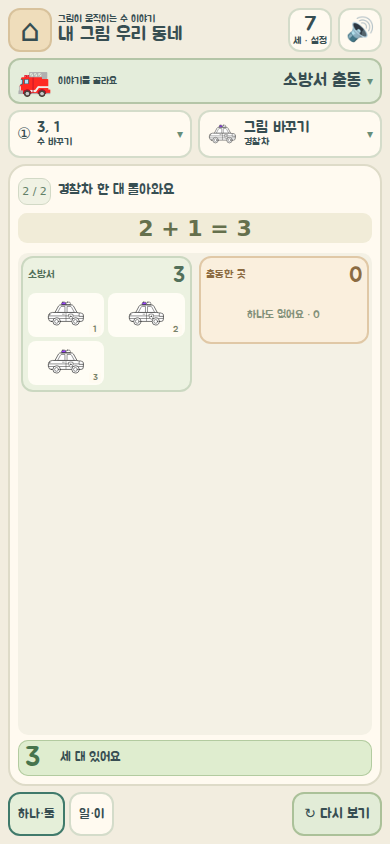 그림이 움직이는 수 이야기
내 그림 우리 동네
7
세 · 설정
이야기를 골라요
소방서 출동 ▾
① 3, 1
수 바꾸기 ▾
그림 바꾸기
경찰차 ▾
2 / 2 경찰차 한 대 돌아와요
2 + 1 = 3
소방서 3
1
2
3
출동한 곳 0
하나도 없어요 · 0
3 세 대 있어요
하나·둘
일·이
↻ 다시 보기